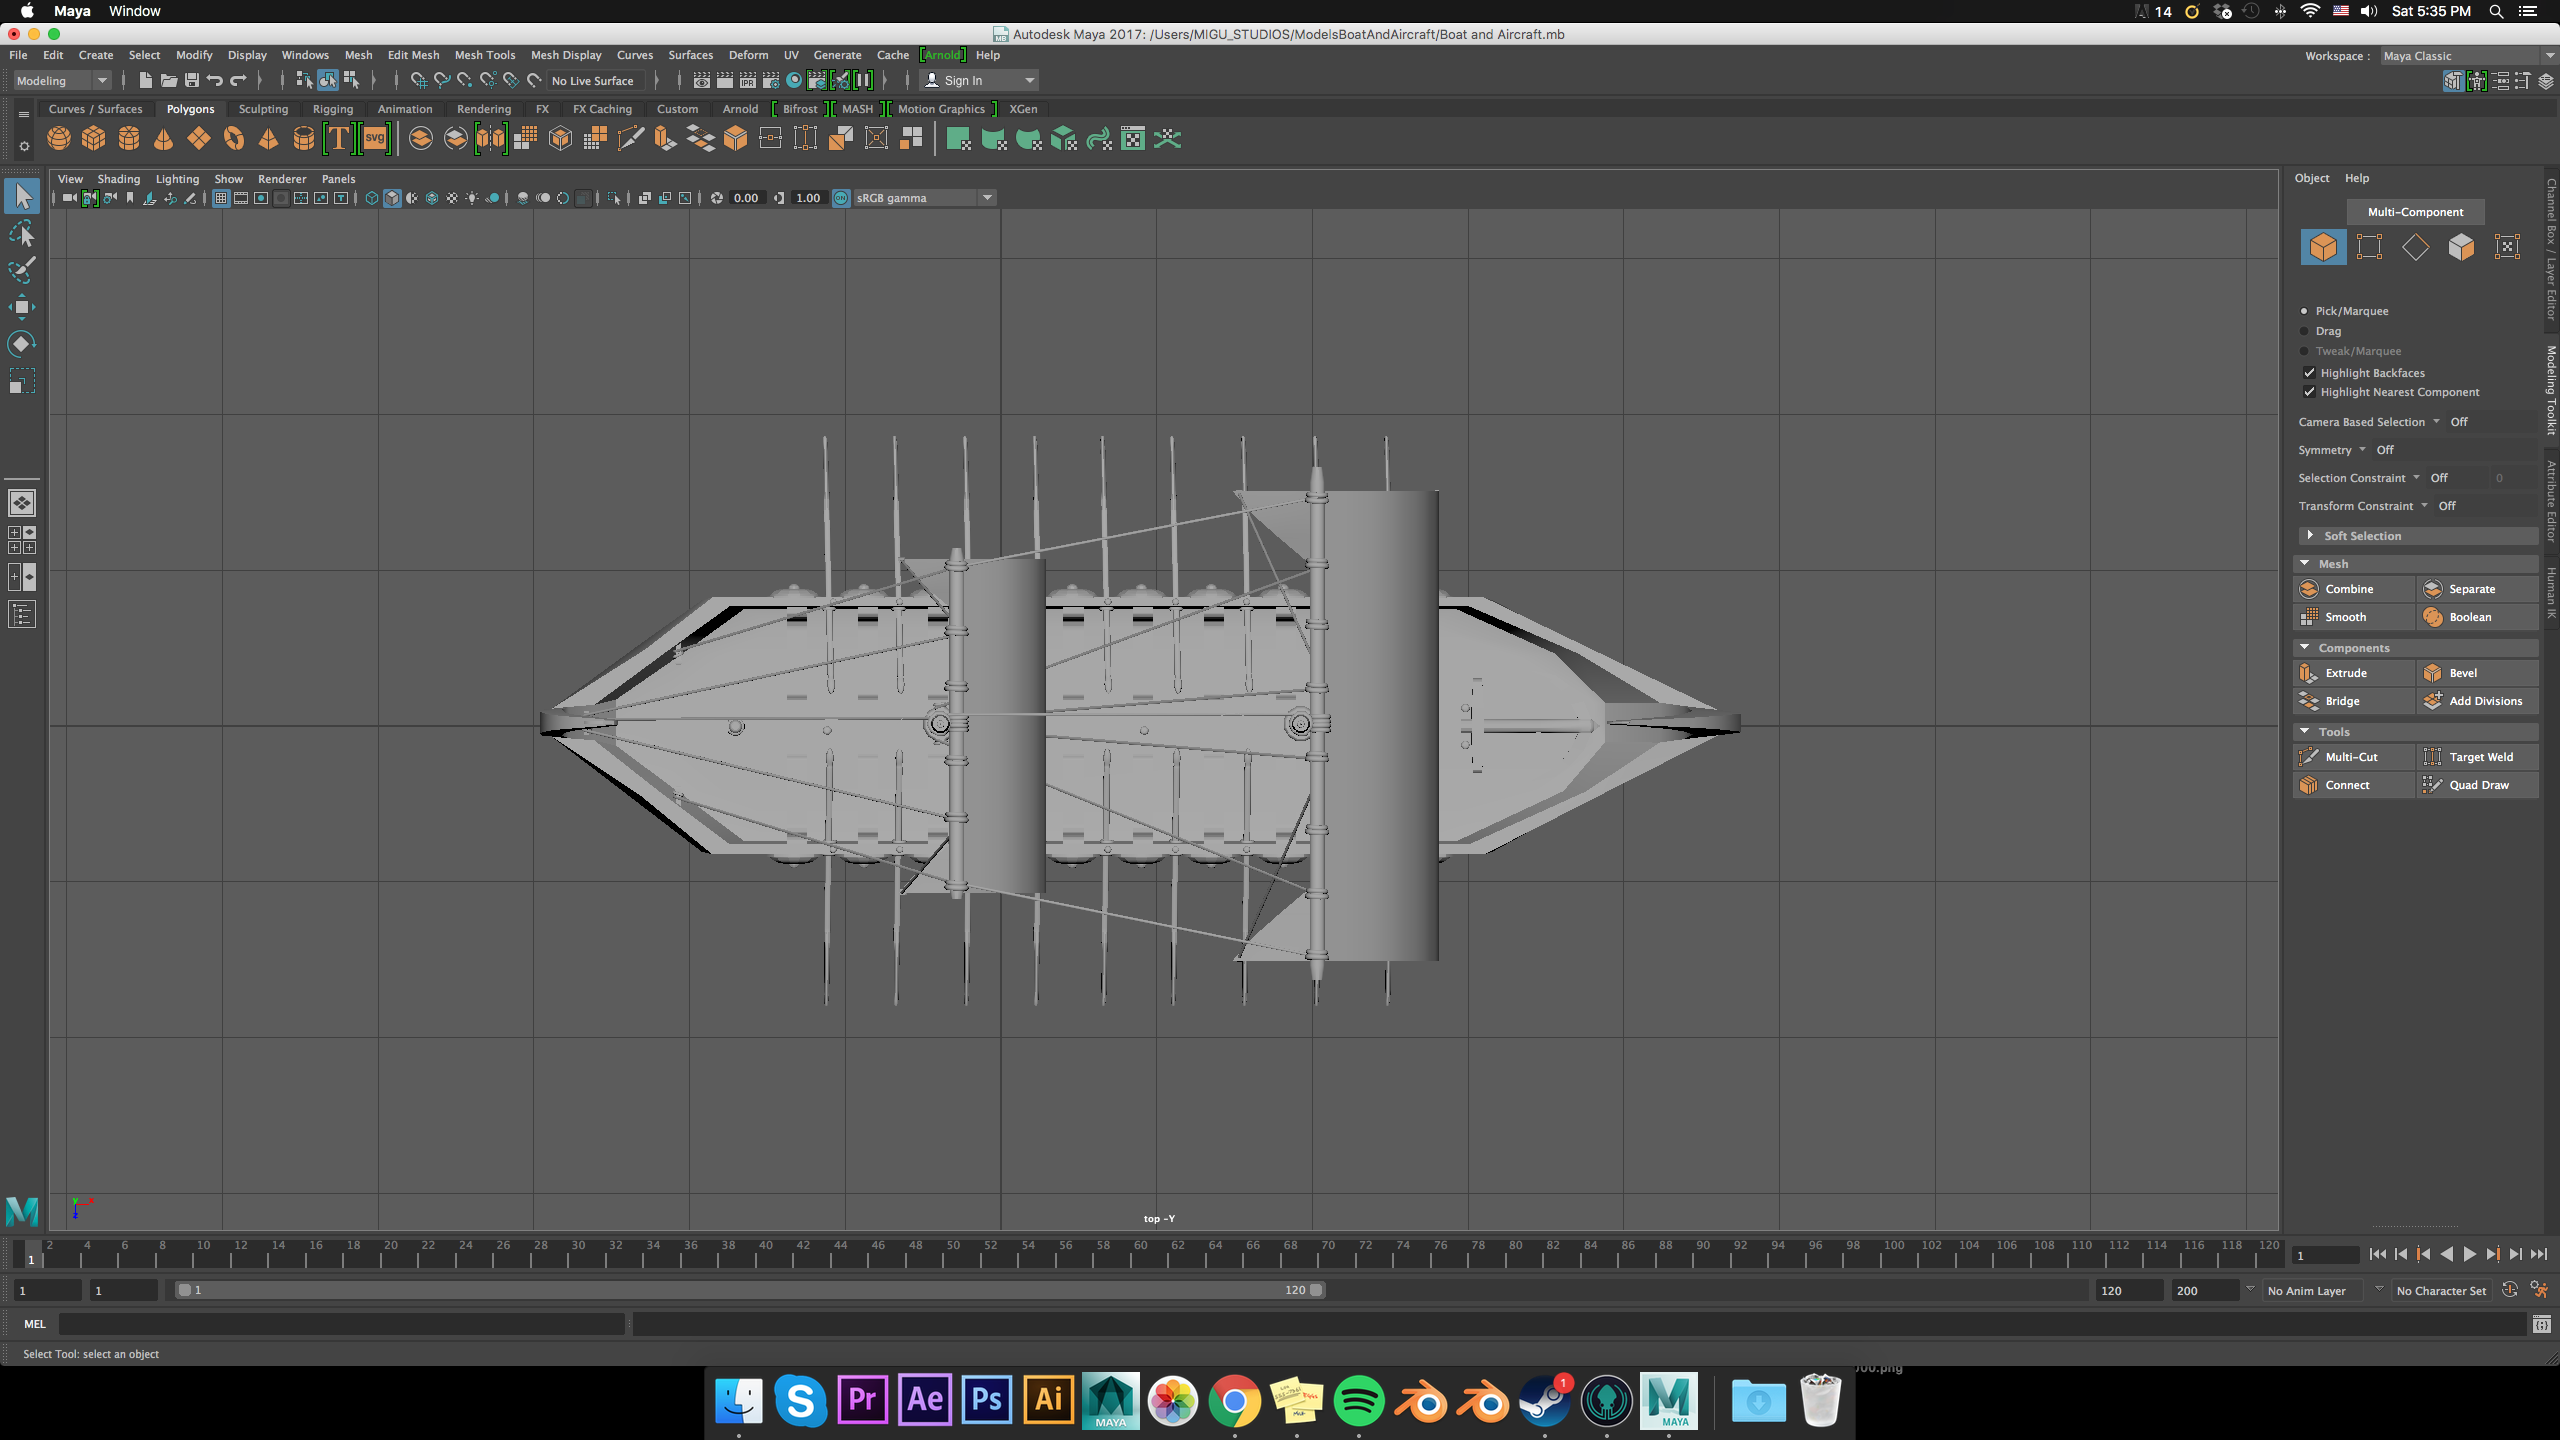 Maya Window 14 Sat 5:35 PM
Autodesk Maya 2017: /Users/MIGU_STUDIOS/ModelsBoatAndAircraft/Boat and Aircraft.mb
File Edit Create Select Modify Display Windows Mesh Edit Mesh Mesh Tools Mesh Display Curves Surfaces Deform UV Generate Cache [Arnold] Help Workspace : Maya Classic
Modeling No Live Surface IPR Sign In
Curves / Surfaces Polygons Sculpting Rigging Animation Rendering FX FX Caching Custom Arnold [ Bifrost ][ MASH ][ Motion Graphics ] XGen
T svg
View Shading Lighting Show Renderer Panels
0.00 1.00 ON sRGB gamma
Object Help
Multi-Component
Pick/Marquee
Drag
Tweak/Marquee
Highlight Backfaces
Highlight Nearest Component
Camera Based Selection Off
Symmetry Off
Selection Constraint Off 0
Transform Constraint Off
Soft Selection
Mesh
Combine Separate
Smooth Boolean
Components
Extrude Bevel
Bridge Add Divisions
Tools
Multi-Cut Target Weld
Connect Quad Draw
Channel Box / Layer Editor
Modeling Toolkit
Attribute Editor
Human IK
y x
z
top -Y
M
1 2 4 6 8 10 12 14 16 18 20 22 24 26 28 30 32 34 36 38 40 42 44 46 48 50 52 54 56 58 60 62 64 66 68 70 72 74 76 78 80 82 84 86 88 90 92 94 96 98 100 102 104 106 108 110 112 114 116 118 120 1
1 1 1 120 120 200 No Anim Layer No Character Set
MEL
Select Tool: select an object
000.png
S Pr Ae Ps Ai MAYA 1 M MAYA